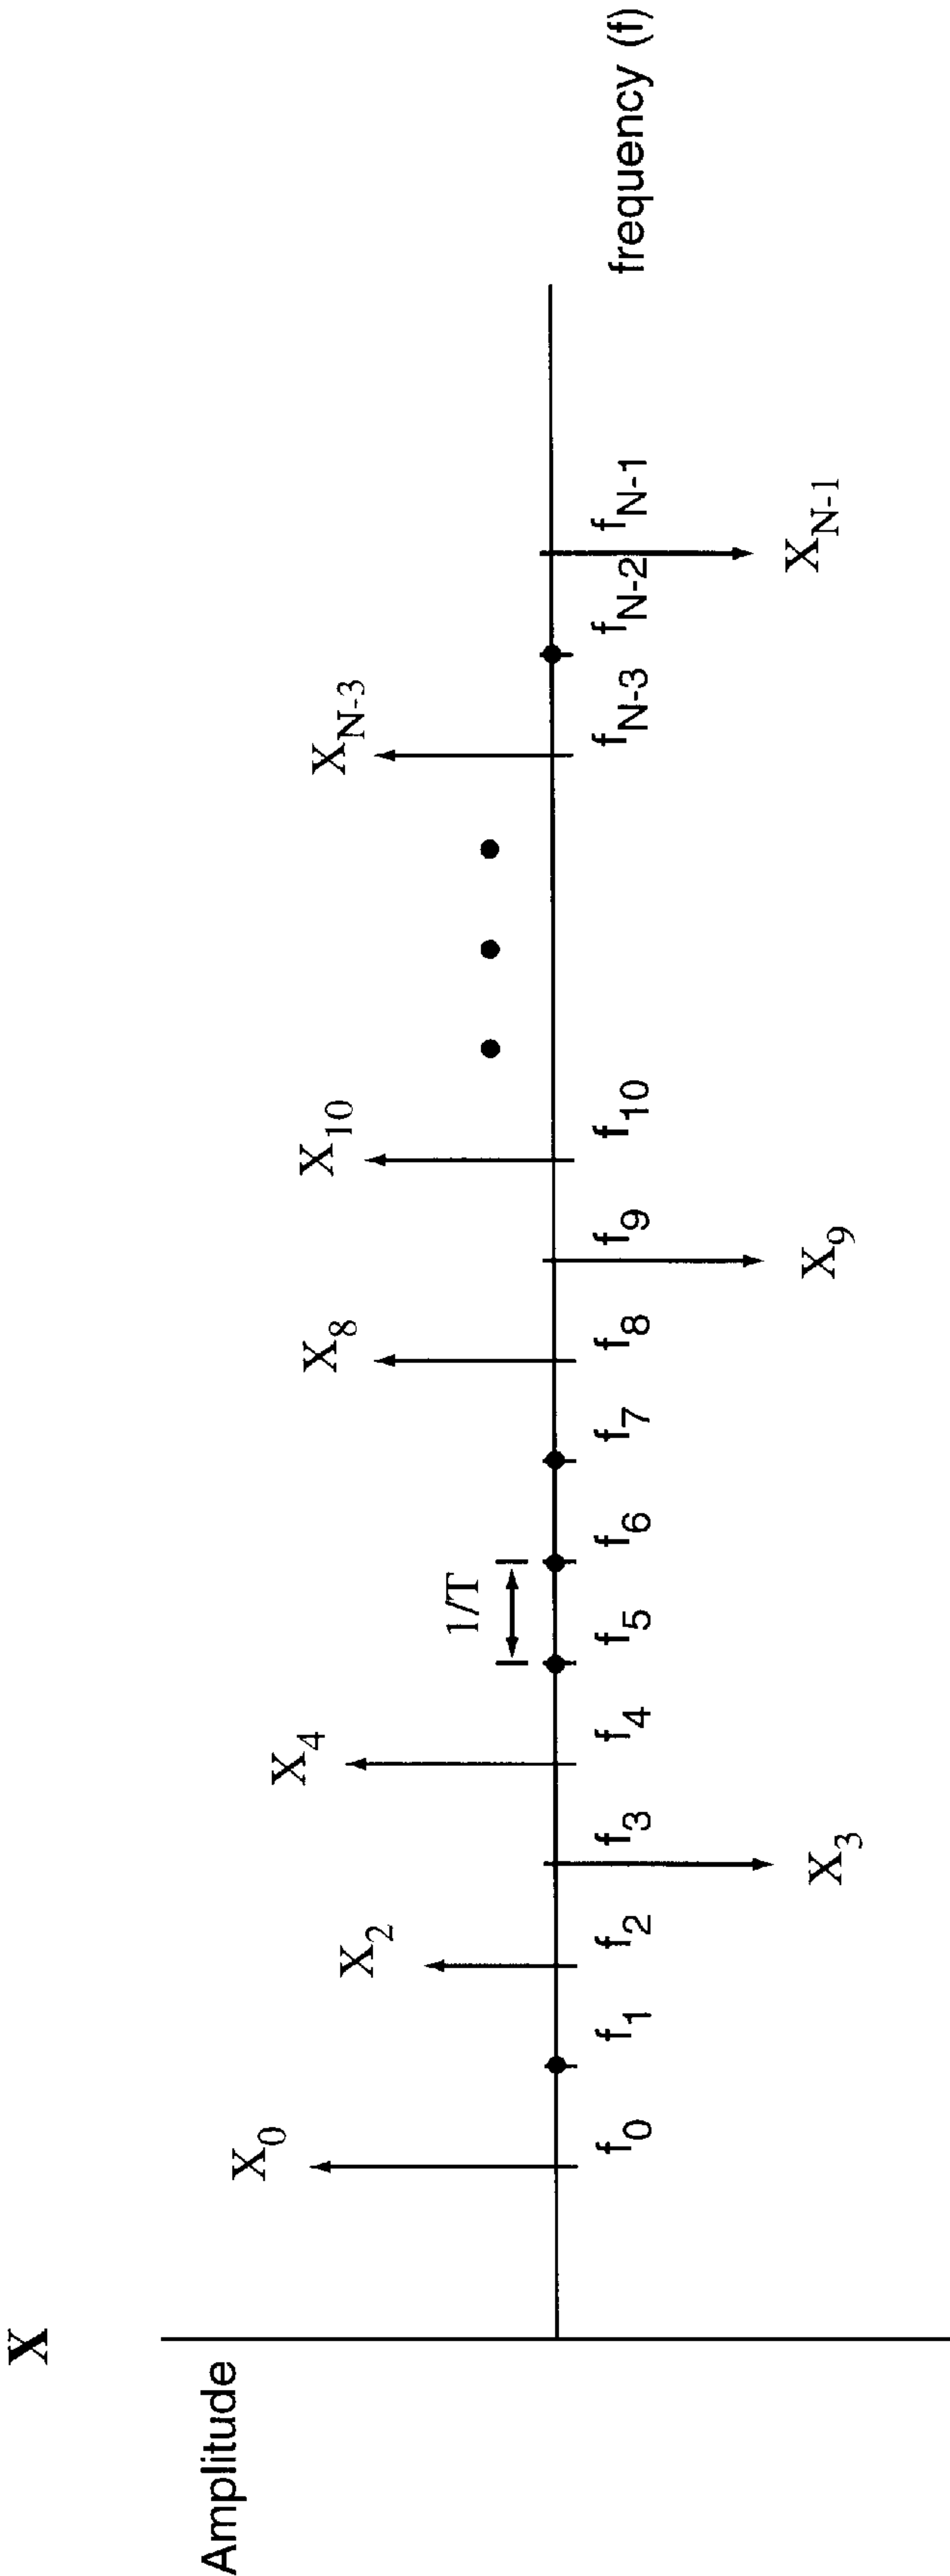 X
Amplitude
X0
X2
X4
X8
X10
XN-3
1/T
f0
f1
f2
f3
f4
f5
f6
f7
f8
f9
f10
fN-3
fN-2
fN-1
frequency (f)
X3
X9
XN-1